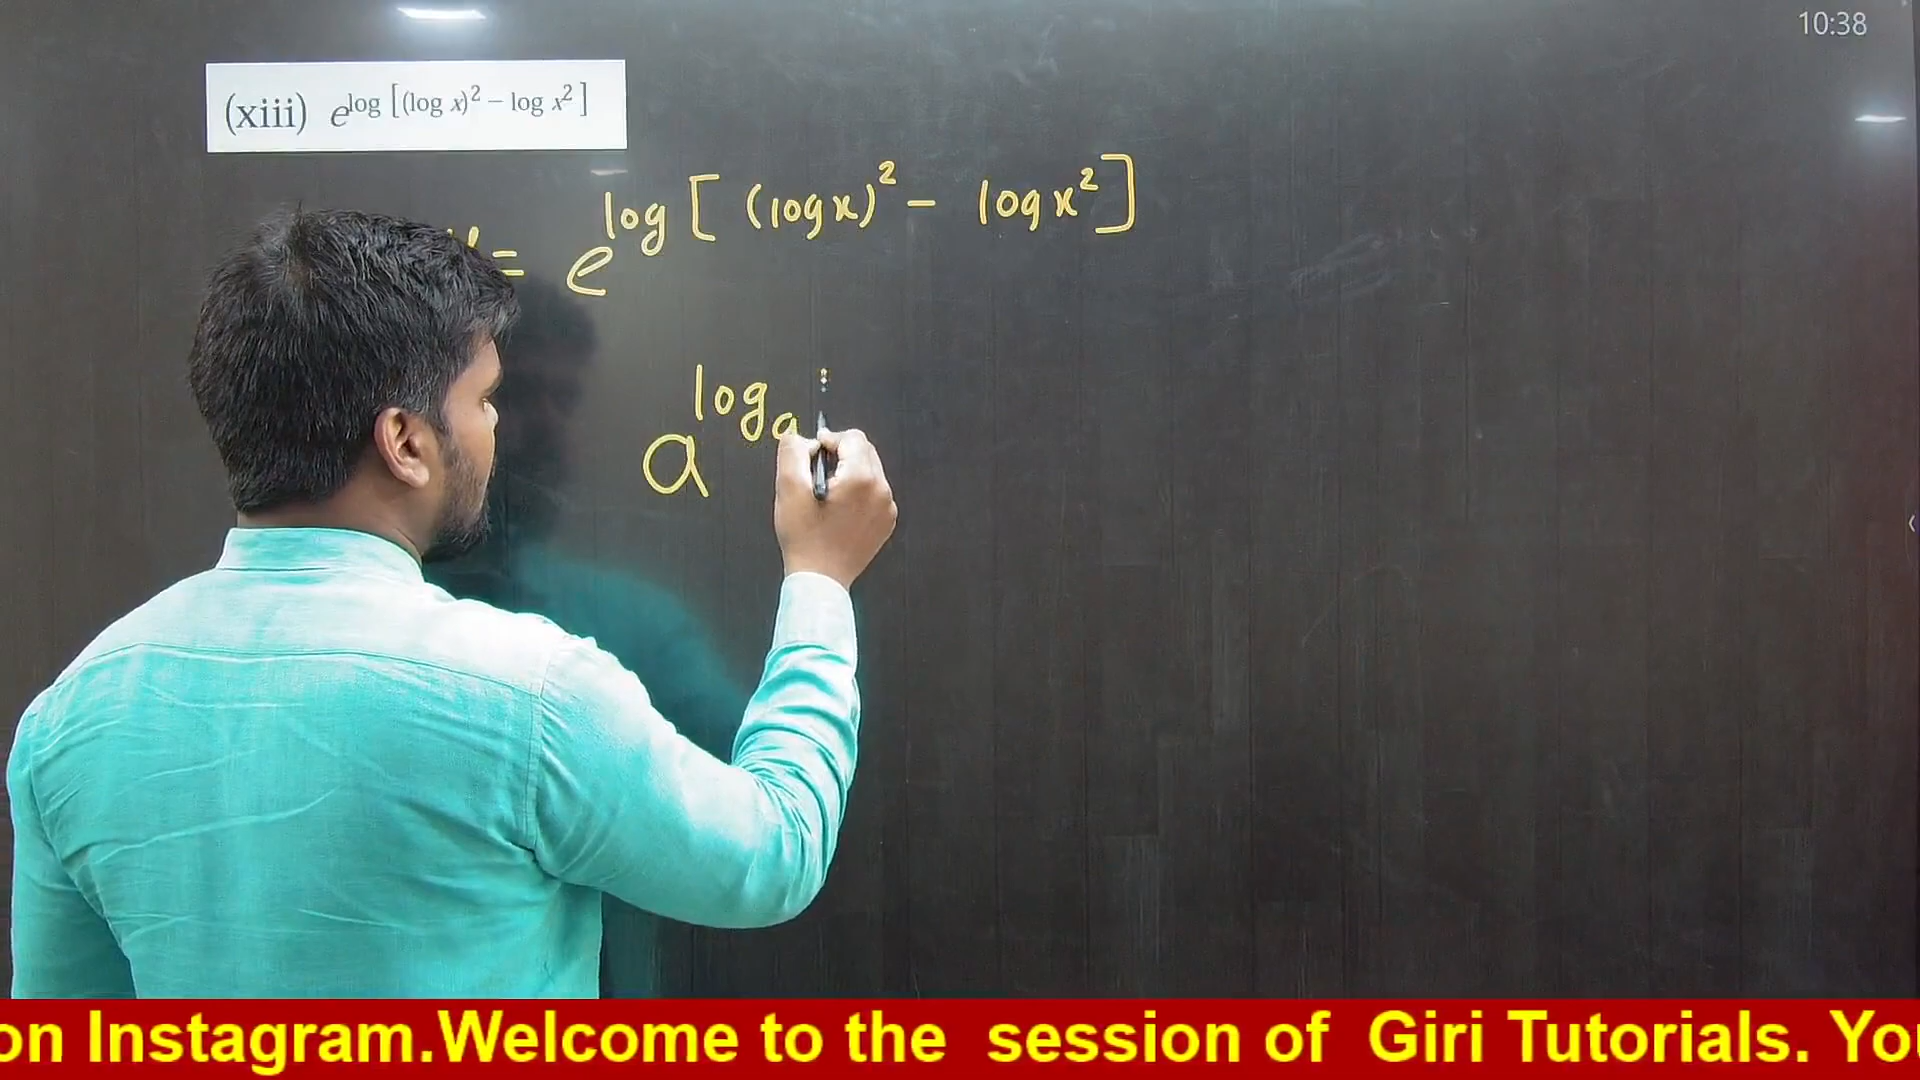 10:38
(xiii) e^log [(log x)^2 – log x^2]
y = e^log [ (log x)^2 – log x^2 ]
a^log_a
on Instagram.Welcome to the session of Giri Tutorials. You